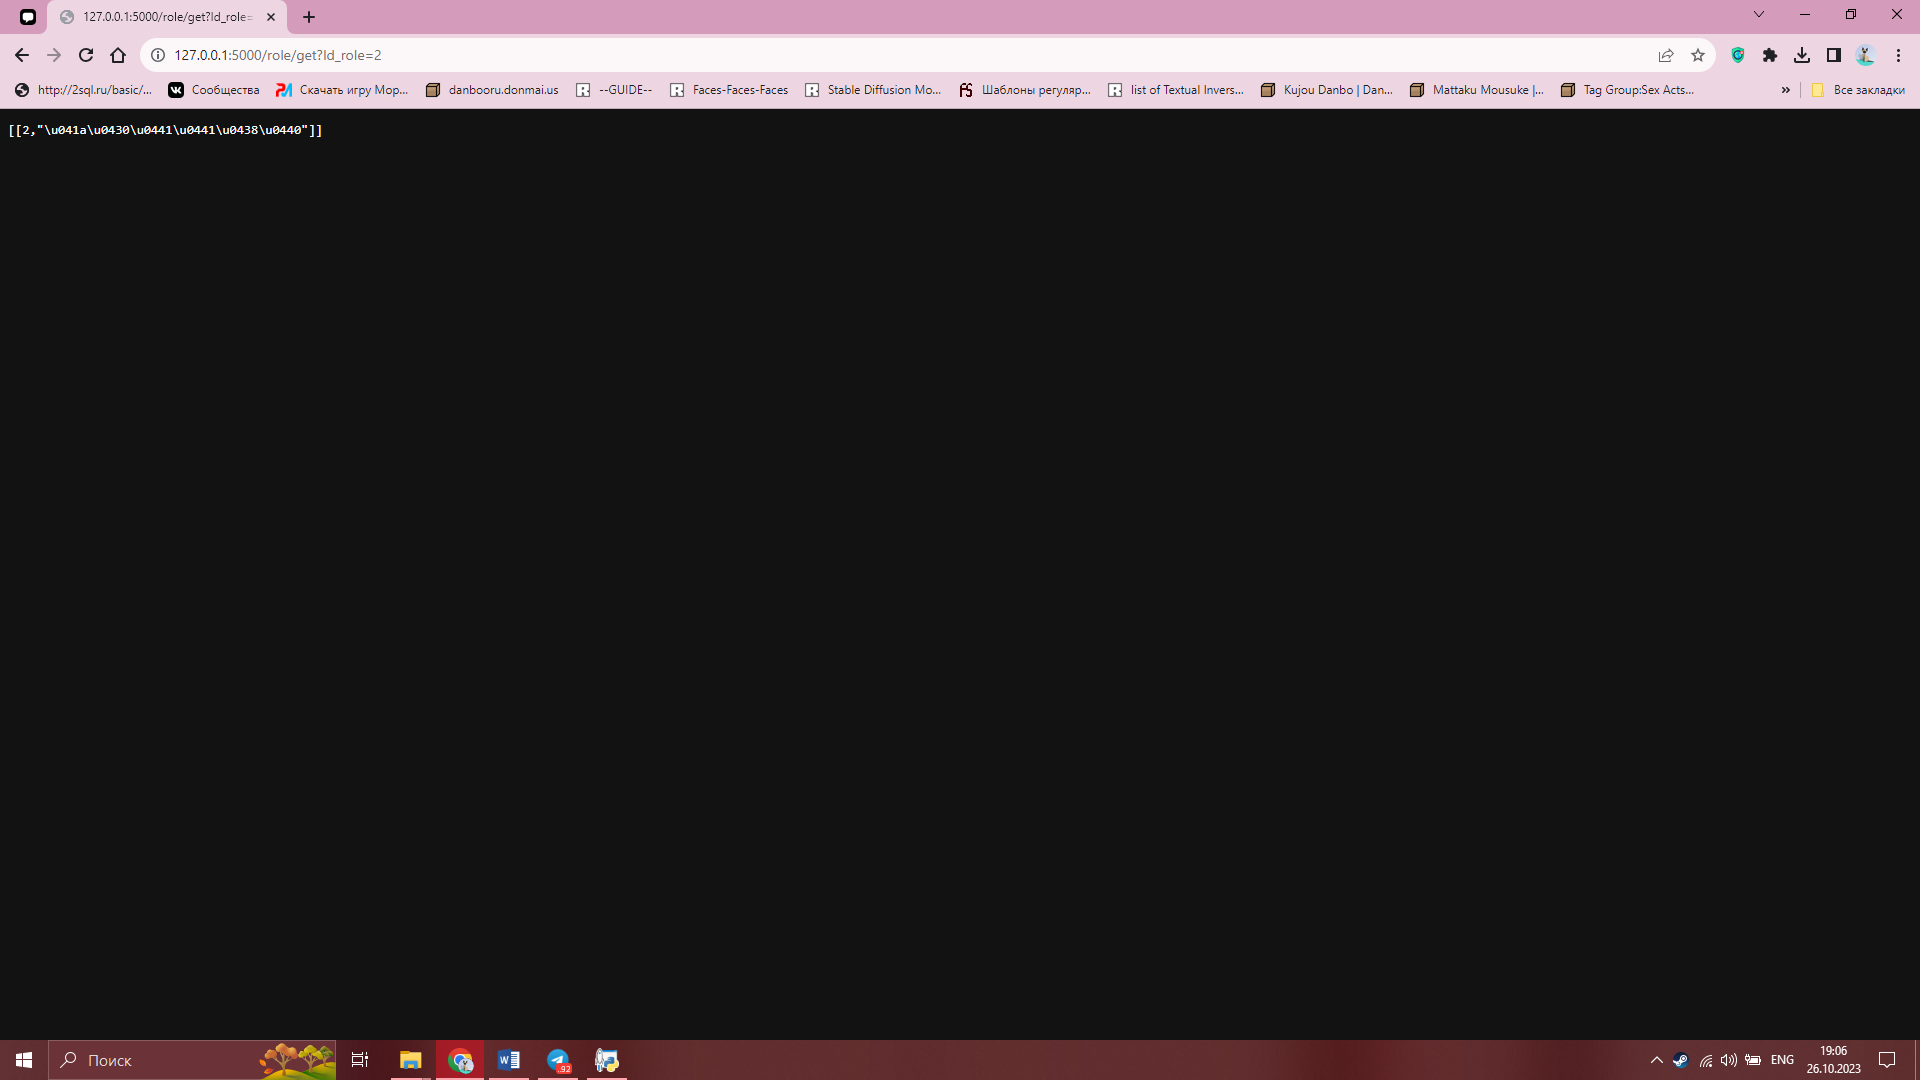 127.0.0.1:5000/role/get?Id_role=
127.0.0.1:5000/role/get?Id_role=2
http://2sql.ru/basic/... Сообщества Скачать игру Мор... danbooru.donmai.us --GUIDE-- Faces-Faces-Faces Stable Diffusion Mo... Шаблоны регуляр... list of Textual Invers... Kujou Danbo | Dan... Mattaku Mousuke |... Tag Group:Sex Acts... » Все закладки
[[2,"\u041a\u0430\u0441\u0441\u0438\u0440"]]
Поиск 92 ENG 19:06
26.10.2023